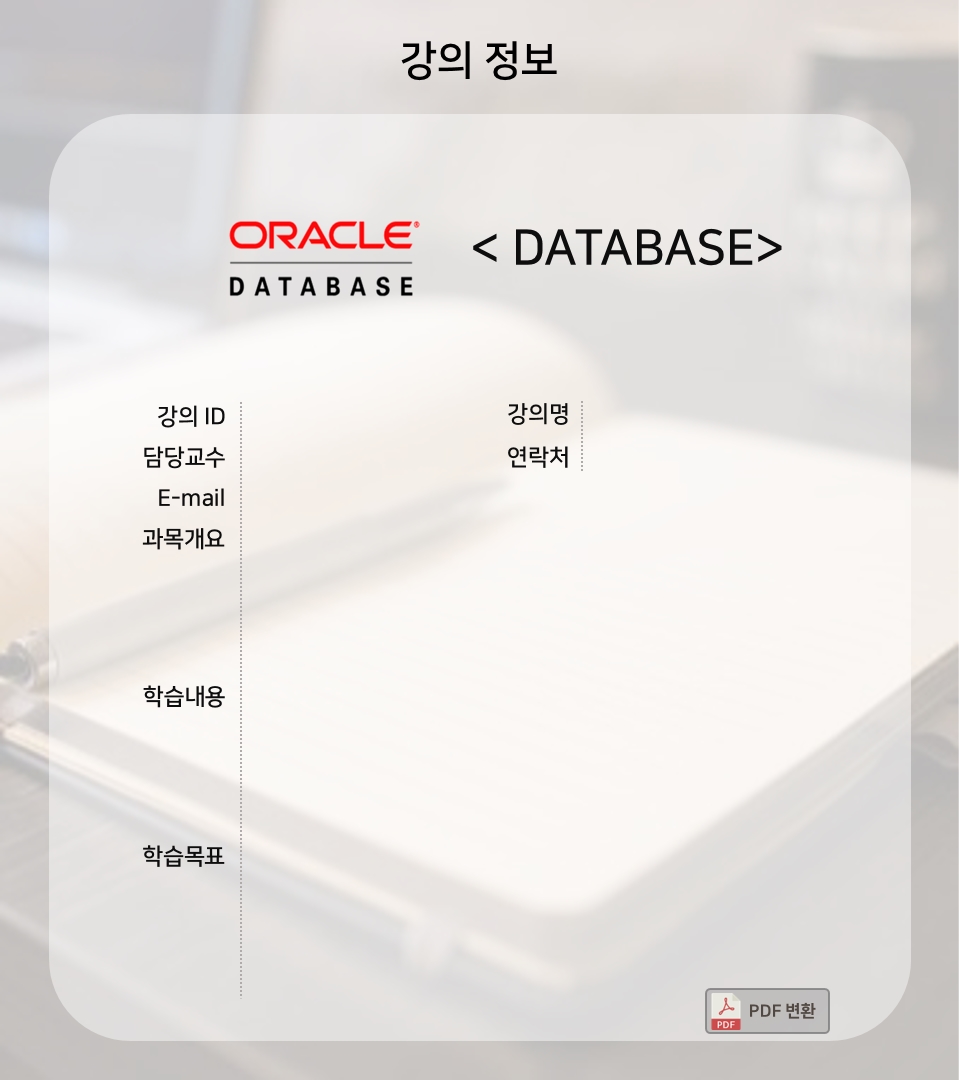 강의 정보
ORACLE®
DATABASE
< DATABASE>
강의 ID
강의명
담당교수
연락처
E-mail
과목개요
학습내용
학습목표
PDF
PDF 변환